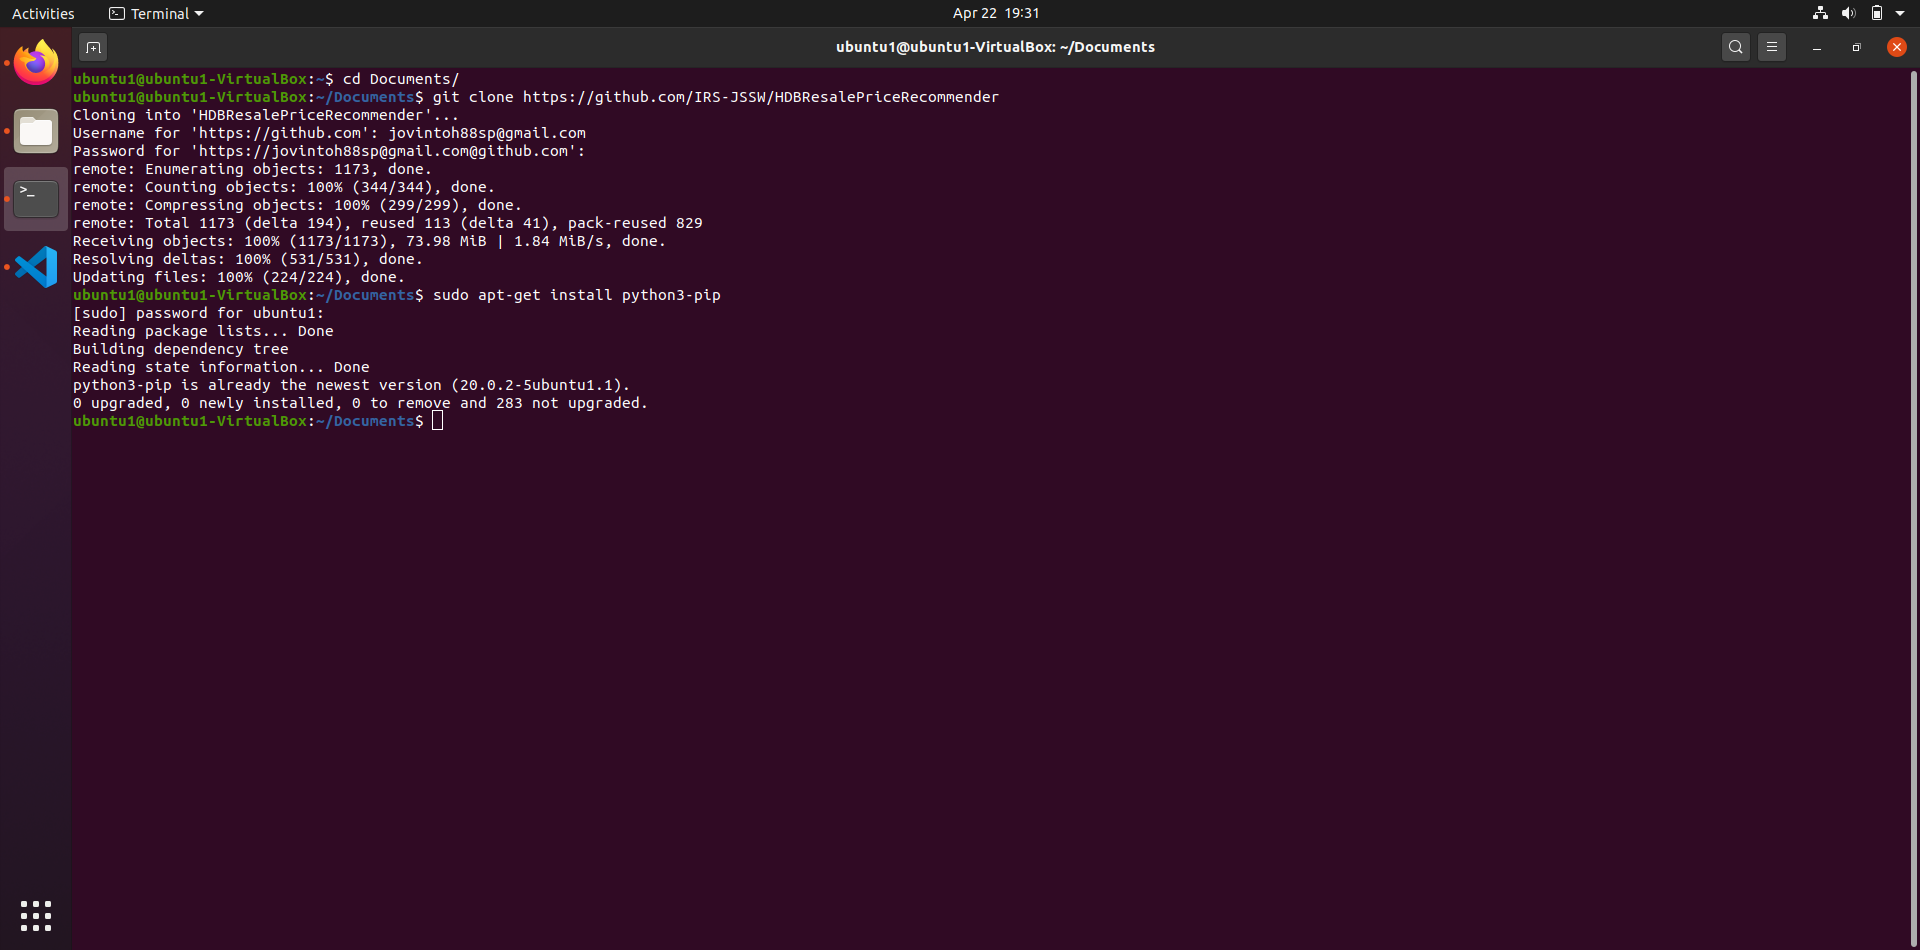 Activities
Terminal
Apr 22 19:31
ubuntu1@ubuntu1-VirtualBox: ~/Documents
ubuntu1@ubuntu1-VirtualBox:~$ cd Documents/
ubuntu1@ubuntu1-VirtualBox:~/Documents$ git clone https://github.com/IRS-JSSW/HDBResalePriceRecommender
Cloning into 'HDBResalePriceRecommender'...
Username for 'https://github.com': jovintoh88sp@gmail.com
Password for 'https://jovintoh88sp@gmail.com@github.com':
remote: Enumerating objects: 1173, done.
remote: Counting objects: 100% (344/344), done.
remote: Compressing objects: 100% (299/299), done.
remote: Total 1173 (delta 194), reused 113 (delta 41), pack-reused 829
Receiving objects: 100% (1173/1173), 73.98 MiB | 1.84 MiB/s, done.
Resolving deltas: 100% (531/531), done.
Updating files: 100% (224/224), done.
ubuntu1@ubuntu1-VirtualBox:~/Documents$ sudo apt-get install python3-pip
[sudo] password for ubuntu1:
Reading package lists... Done
Building dependency tree
Reading state information... Done
python3-pip is already the newest version (20.0.2-5ubuntu1.1).
0 upgraded, 0 newly installed, 0 to remove and 283 not upgraded.
ubuntu1@ubuntu1-VirtualBox:~/Documents$